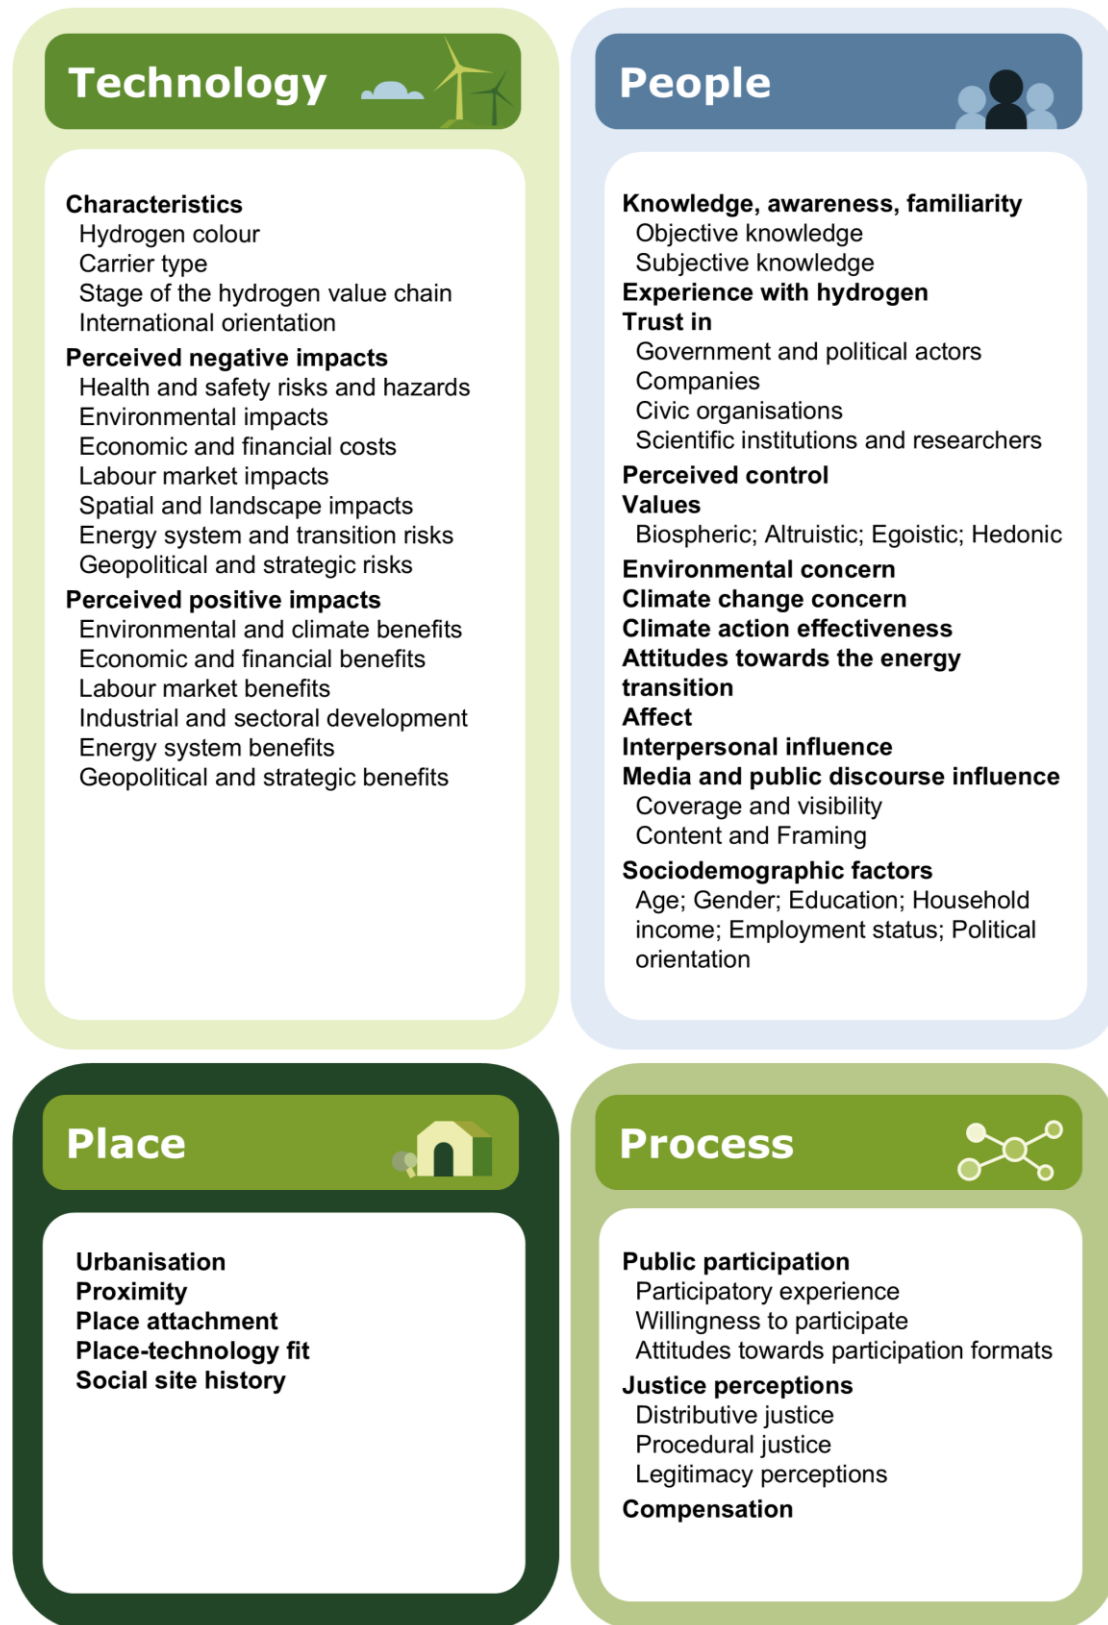 Technology
Characteristics
Hydrogen colour
Carrier type
Stage of the hydrogen value chain
International orientation
Perceived negative impacts
Health and safety risks and hazards
Environmental impacts
Economic and financial costs
Labour market impacts
Spatial and landscape impacts
Energy system and transition risks
Geopolitical and strategic risks
Perceived positive impacts
Environmental and climate benefits
Economic and financial benefits
Labour market benefits
Industrial and sectoral development
Energy system benefits
Geopolitical and strategic benefits
People
Knowledge, awareness, familiarity
Objective knowledge
Subjective knowledge
Experience with hydrogen
Trust in
Government and political actors
Companies
Civic organisations
Scientific institutions and researchers
Perceived control
Values
Biospheric; Altruistic; Egoistic; Hedonic
Environmental concern
Climate change concern
Climate action effectiveness
Attitudes towards the energy
transition
Affect
Interpersonal influence
Media and public discourse influence
Coverage and visibility
Content and Framing
Sociodemographic factors
Age; Gender; Education; Household
income; Employment status; Political
orientation
Place
Urbanisation
Proximity
Place attachment
Place-technology fit
Social site history
Process
Public participation
Participatory experience
Willingness to participate
Attitudes towards participation formats
Justice perceptions
Distributive justice
Procedural justice
Legitimacy perceptions
Compensation